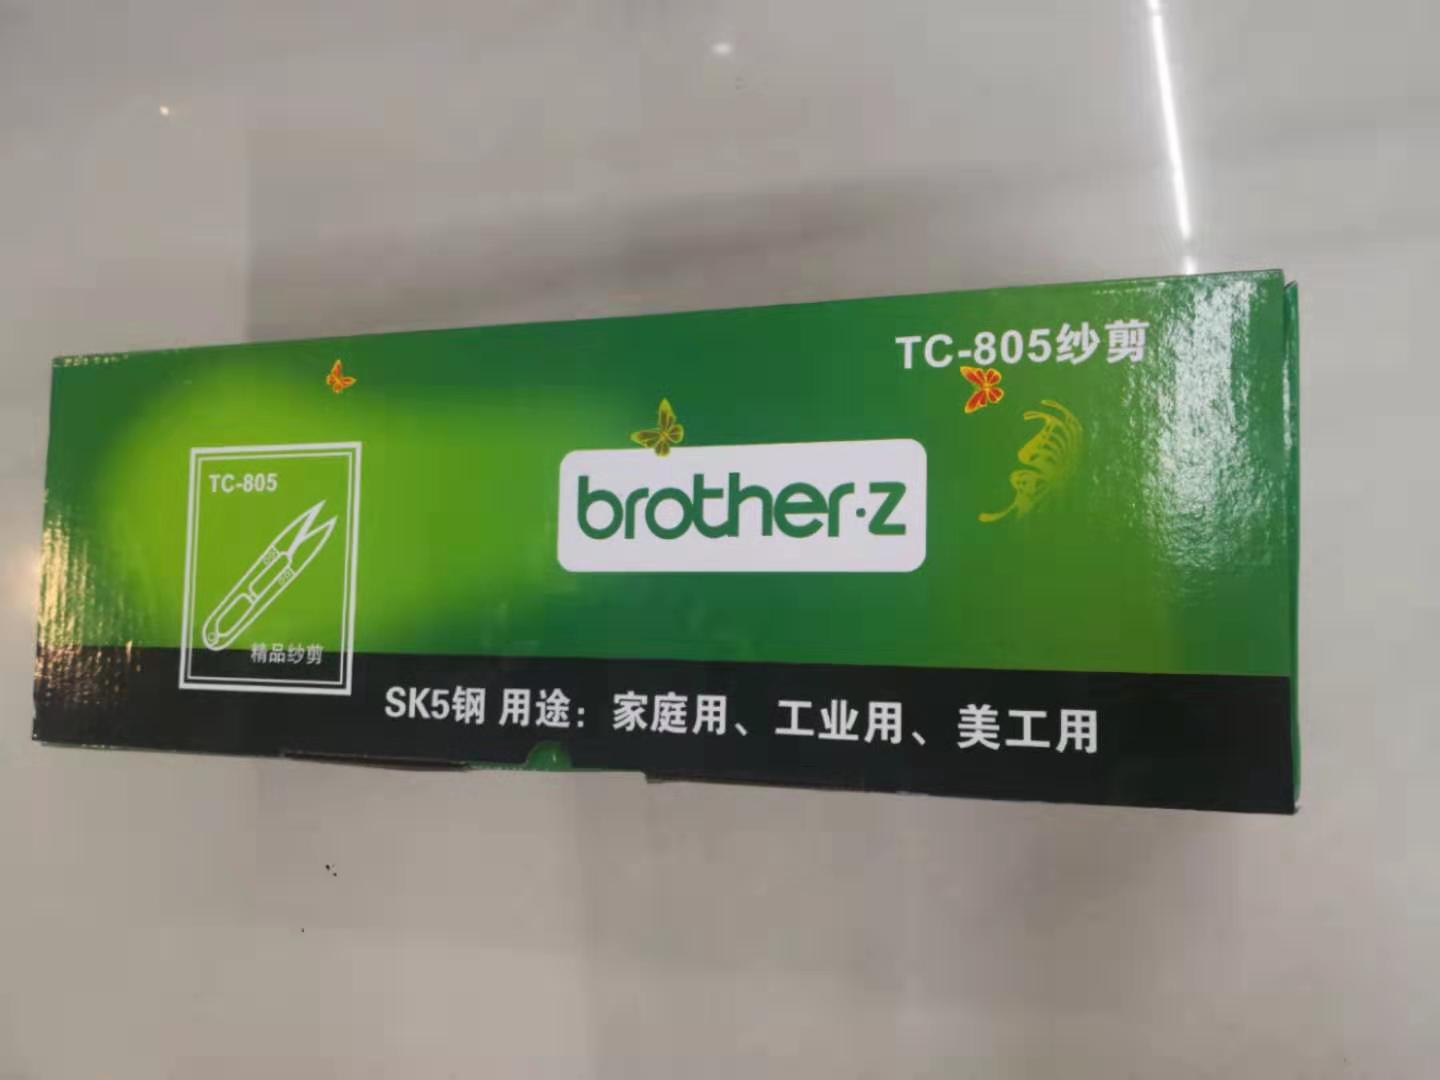 TC-805纱剪
brother·z
TC-805
精品纱剪
SK5钢 用途：家庭用、工业用、美工用